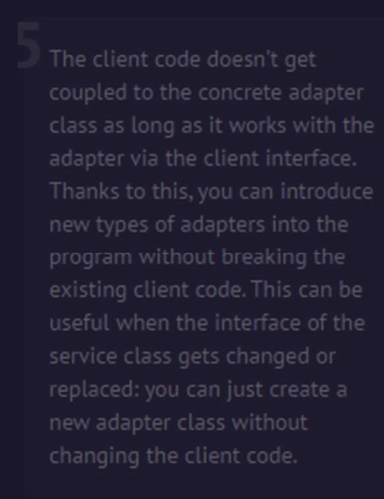 5
The client code doesn't get
coupled to the concrete adapter
class as long as it works with the
adapter via the client interface.
Thanks to this, you can introduce
new types of adapters into the
program without breaking the
existing client code. This can be
useful when the interface of the
service class gets changed or
replaced: you can just create a
new adapter class without
changing the client code.